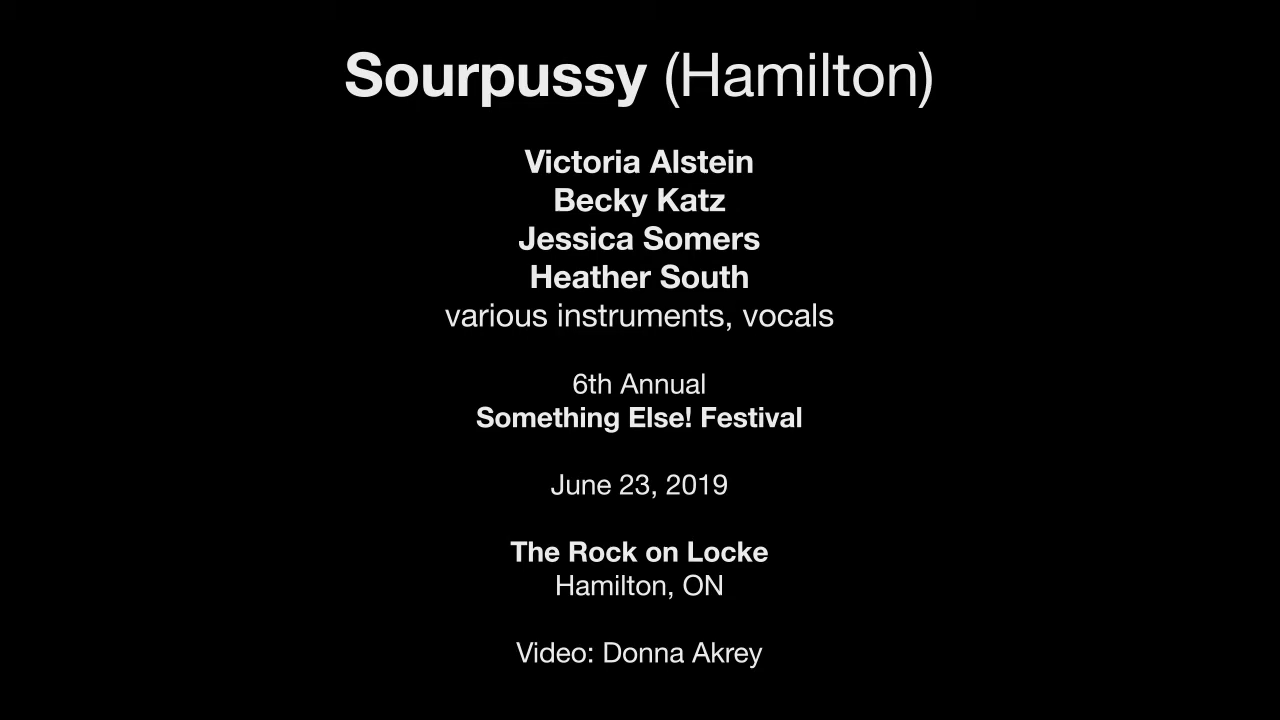 Sourpussy (Hamilton)
Victoria Alstein
Becky Katz
Jessica Somers
Heather South
various instruments, vocals
6th Annual
Something Else! Festival
June 23, 2019
The Rock on Locke
Hamilton, ON
Video: Donna Akrey